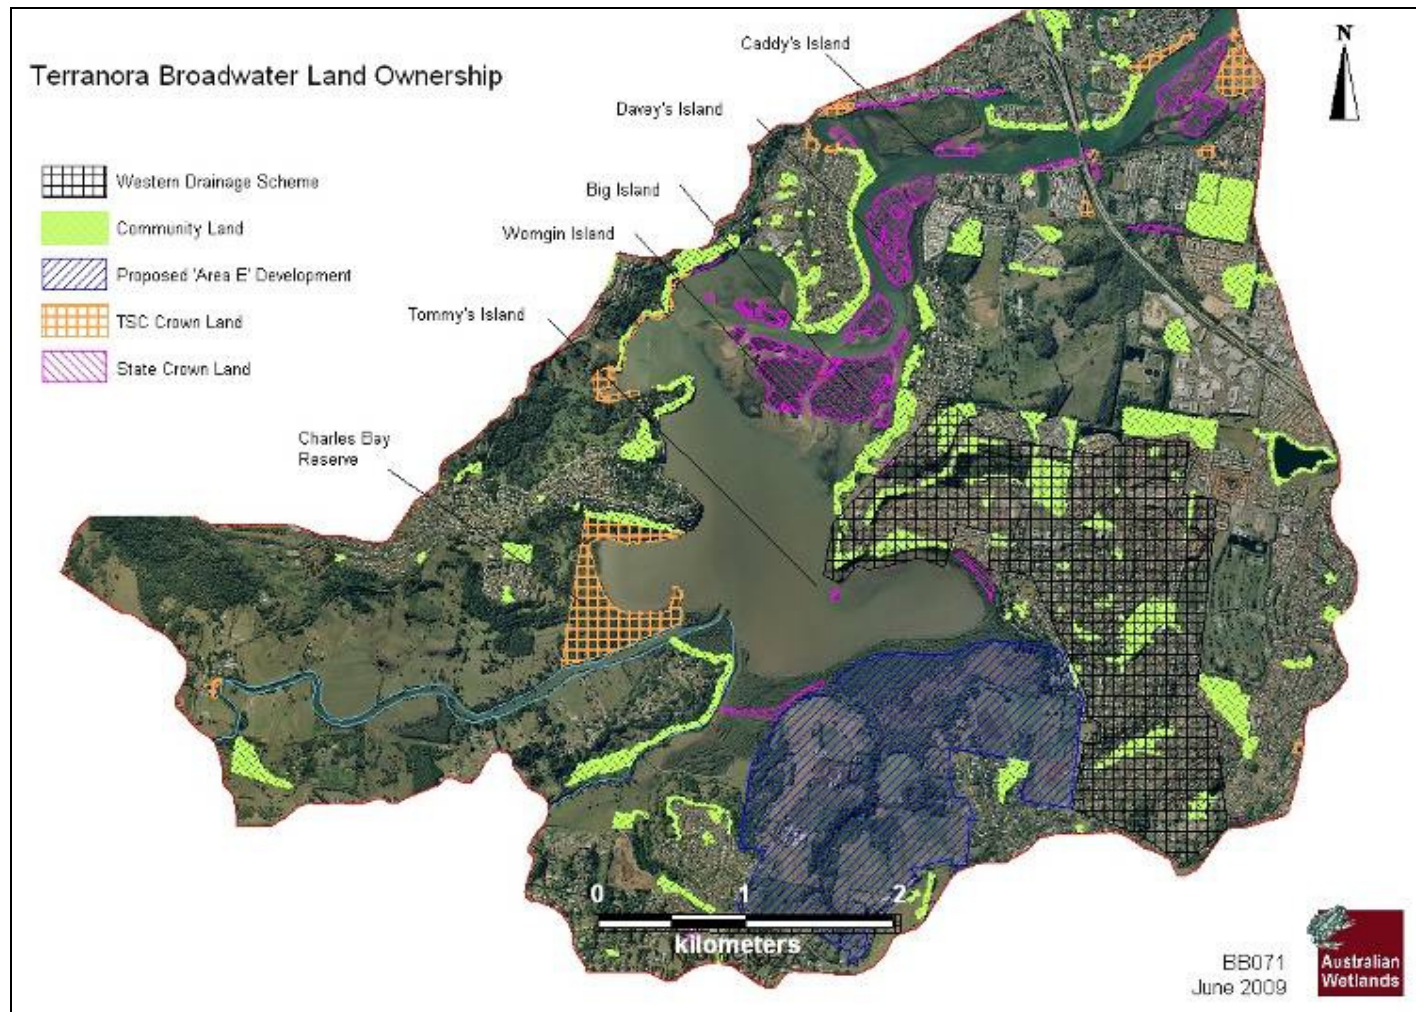 Terranora Broadwater Land Ownership
Western Drainage Scheme
Community Land
Proposed 'Area E' Development
TSC Crown Land
State Crown Land
Caddy's Island
Davey's Island
Big Island
Womgin Island
Tommy's Island
Charles Bay
Reserve
N
0 1 2
kilometers
BB071
June 2009
Australian
Wetlands